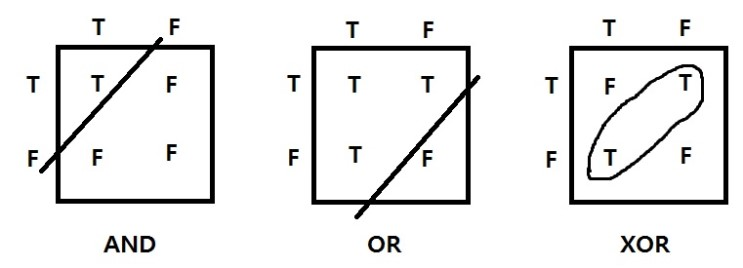 T F T F T F
T T F T T T T F T
F F F F T F F T F
AND OR XOR